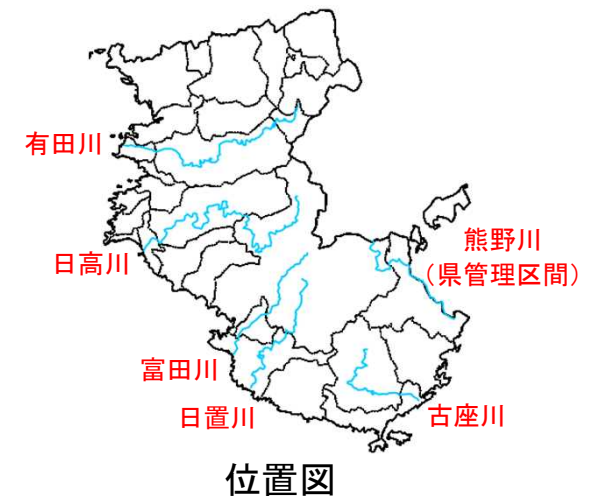 有田川
日高川
熊野川
(県管理区間)
富田川
日置川
古座川
位置図